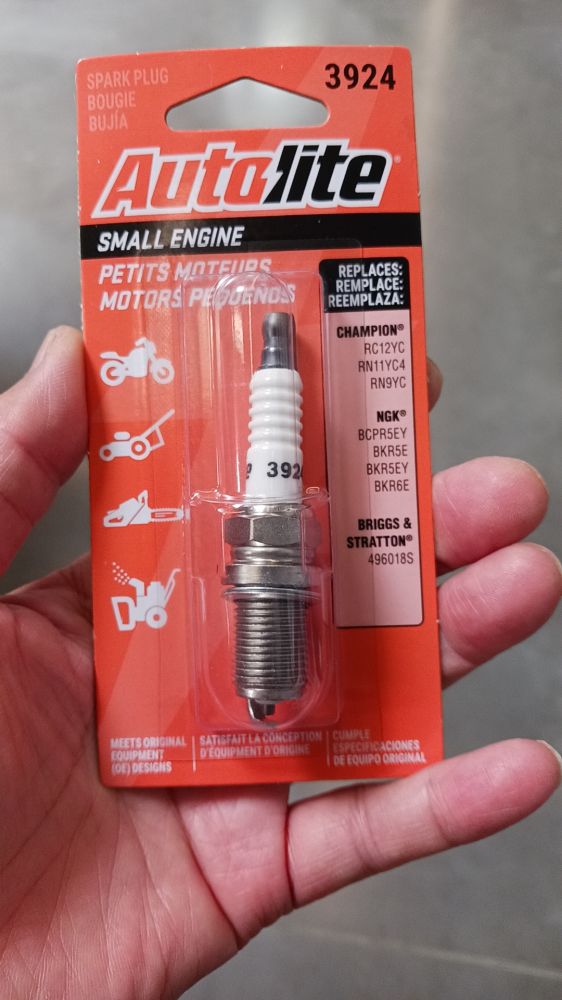 SPARK PLUG
BOUGIE
BUJÍA
3924
Autolite®
SMALL ENGINE
PETITS MOTEURS
MOTORS PEQUEÑOS
REPLACES:
REMPLACE:
REEMPLAZA:
CHAMPION®
RC12YC
RN11YC4
RN9YC
NGK®
BCPR5EY
BKR5E
BKR5EY
BKR6E
BRIGGS &
STRATTON®
496018S
3924
MEETS ORIGINAL
EQUIPMENT
(OE) DESIGNS
SATISFAIT LA CONCEPTION
D'ÉQUIPMENT D'ORIGINE
CUMPLE
ESPECIFICACIONES
DE EQUIPO ORIGINAL